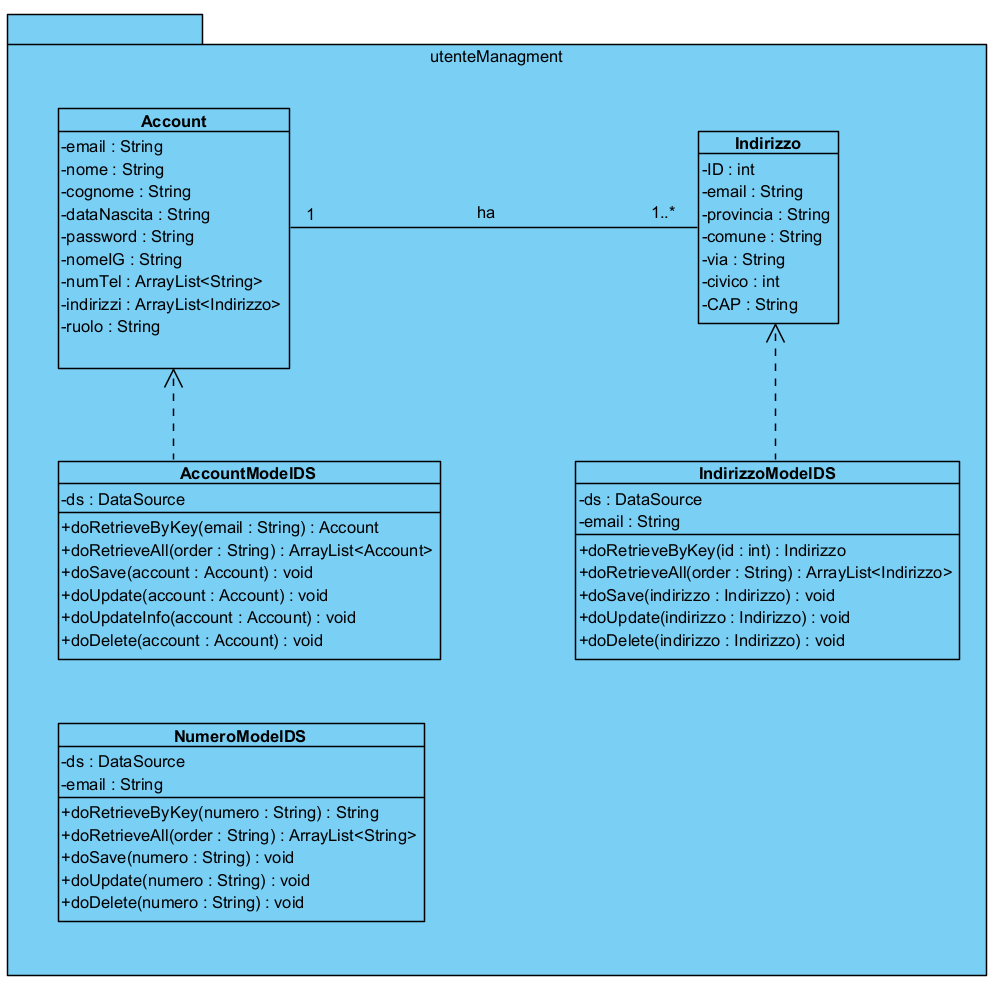 utenteManagment
Account
-email : String
-nome : String
-cognome : String
-dataNascita : String
-password : String
-nomeIG : String
-numTel : ArrayList<String>
-indirizzi : ArrayList<Indirizzo>
-ruolo : String
1
ha
1..*
Indirizzo
-ID : int
-email : String
-provincia : String
-comune : String
-via : String
-civico : int
-CAP : String
AccountModelDS
-ds : DataSource
+doRetrieveByKey(email : String) : Account
+doRetrieveAll(order : String) : ArrayList<Account>
+doSave(account : Account) : void
+doUpdate(account : Account) : void
+doUpdateInfo(account : Account) : void
+doDelete(account : Account) : void
IndirizzoModelDS
-ds : DataSource
-email : String
+doRetrieveByKey(id : int) : Indirizzo
+doRetrieveAll(order : String) : ArrayList<Indirizzo>
+doSave(indirizzo : Indirizzo) : void
+doUpdate(indirizzo : Indirizzo) : void
+doDelete(indirizzo : Indirizzo) : void
NumeroModelDS
-ds : DataSource
-email : String
+doRetrieveByKey(numero : String) : String
+doRetrieveAll(order : String) : ArrayList<String>
+doSave(numero : String) : void
+doUpdate(numero : String) : void
+doDelete(numero : String) : void